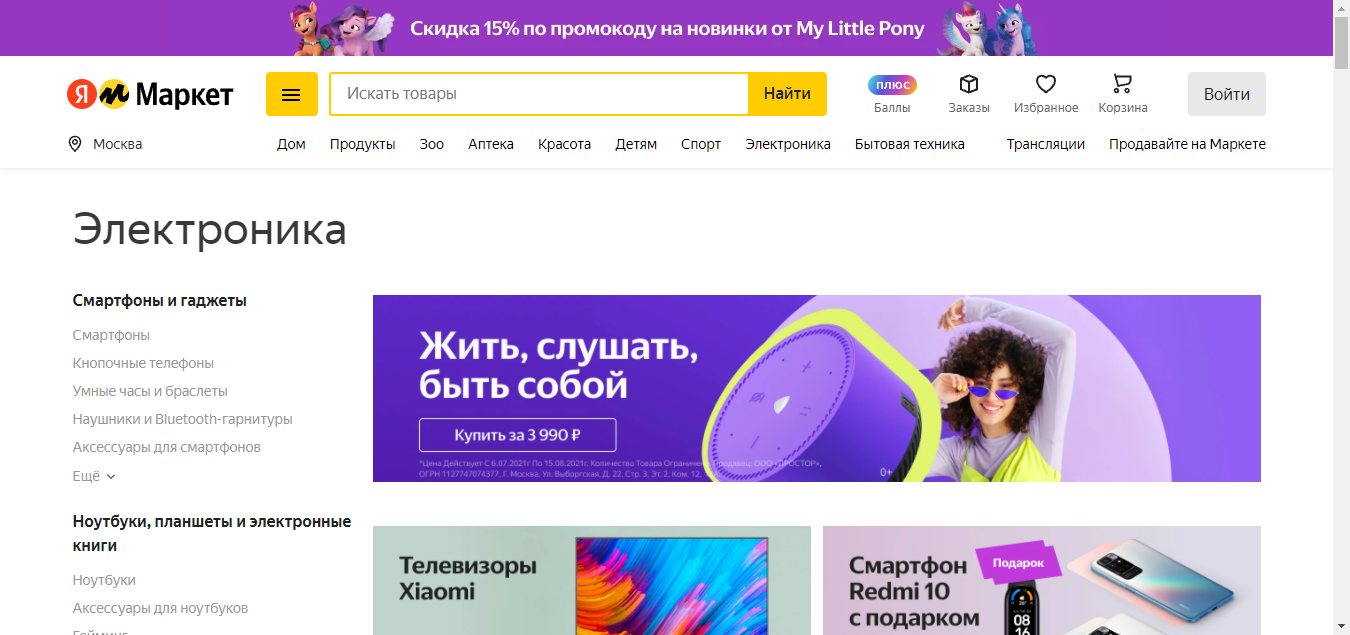 Скидка 15% по промокоду на новинки от My Little Pony
Я Маркет
Искать товары
Найти
плюс
Баллы
Заказы
Избранное
Корзина
Войти
Москва
Дом Продукты Зоо Аптека Красота Детям Спорт Электроника Бытовая техника Трансляции Продавайте на Маркете
Электроника
Смартфоны и гаджеты
Смартфоны
Кнопочные телефоны
Умные часы и браслеты
Наушники и Bluetooth-гарнитуры
Аксессуары для смартфонов
Ещё
Ноутбуки, планшеты и электронные
книги
Ноутбуки
Аксессуары для ноутбуков
Гейминг
Жить, слушать,
быть собой
Купить за 3 990 ₽
*Цена Действует С 6.07.2021г По 15.08.2021г. Количество Товара Продавец: ООО
ОГРН 1127747074377, Г. Москва, Ул. Выборгская, Д. 22, Стр. 3, Эт. 2, Ком. 12,
0+
Телевизоры
Xiaomi
Смартфон
Redmi 10
с подарком
Подарок
08
16